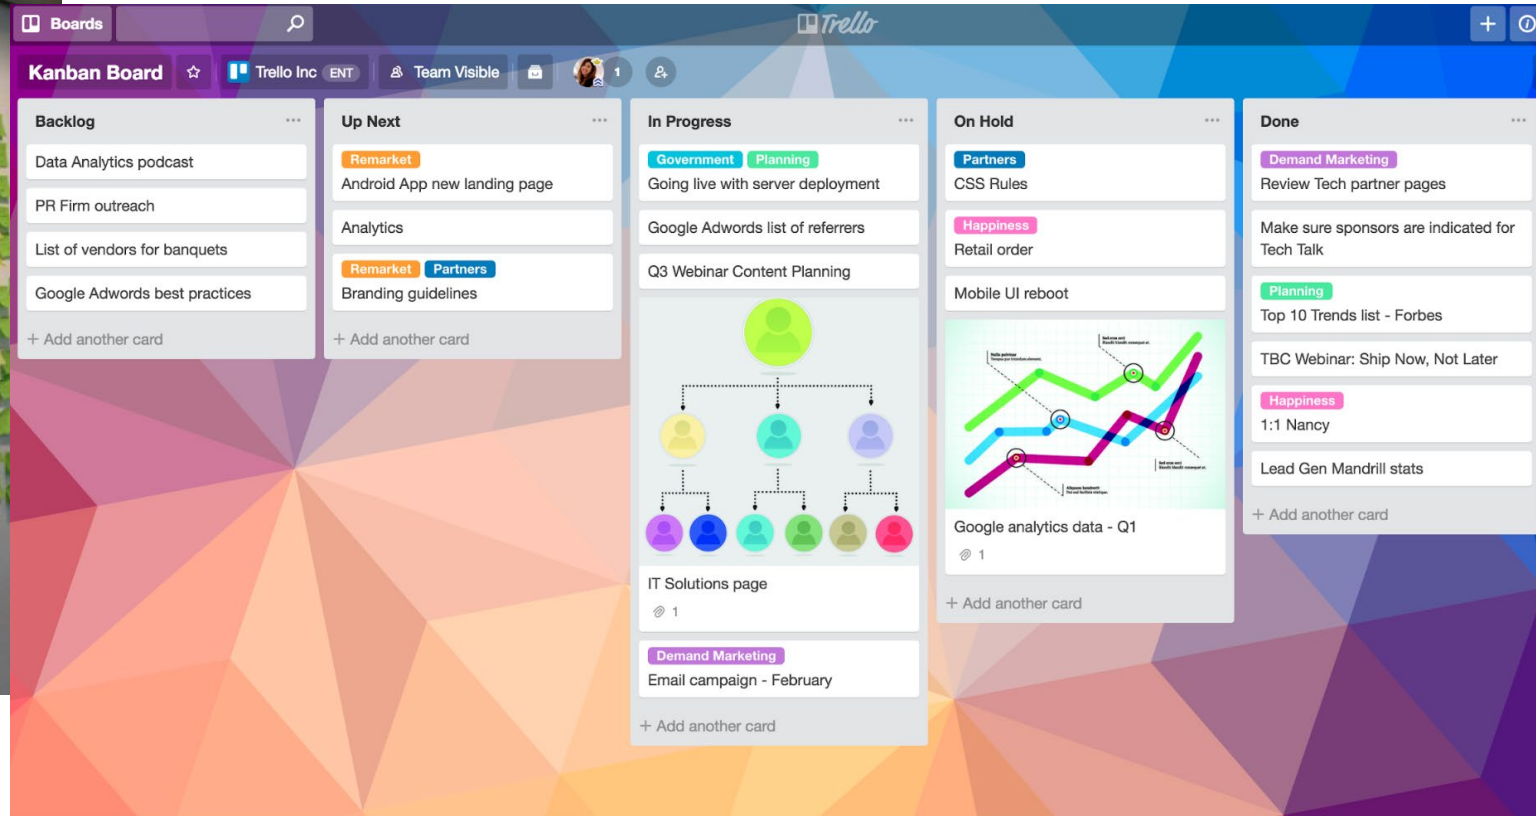 Boards
Trello
Kanban Board
Trello Inc ENT
Team Visible
1
Backlog
Data Analytics podcast
PR Firm outreach
List of vendors for banquets
Google Adwords best practices
+ Add another card
Up Next
Remarket
Android App new landing page
Analytics
Remarket Partners
Branding guidelines
+ Add another card
In Progress
Government Planning
Going live with server deployment
Google Adwords list of referrers
Q3 Webinar Content Planning
IT Solutions page
1
Demand Marketing
Email campaign - February
+ Add another card
On Hold
Partners
CSS Rules
Happiness
Retail order
Mobile UI reboot
Google analytics data - Q1
1
+ Add another card
Done
Demand Marketing
Review Tech partner pages
Make sure sponsors are indicated for
Tech Talk
Planning
Top 10 Trends list - Forbes
TBC Webinar: Ship Now, Not Later
Happiness
1:1 Nancy
Lead Gen Mandrill stats
+ Add another card